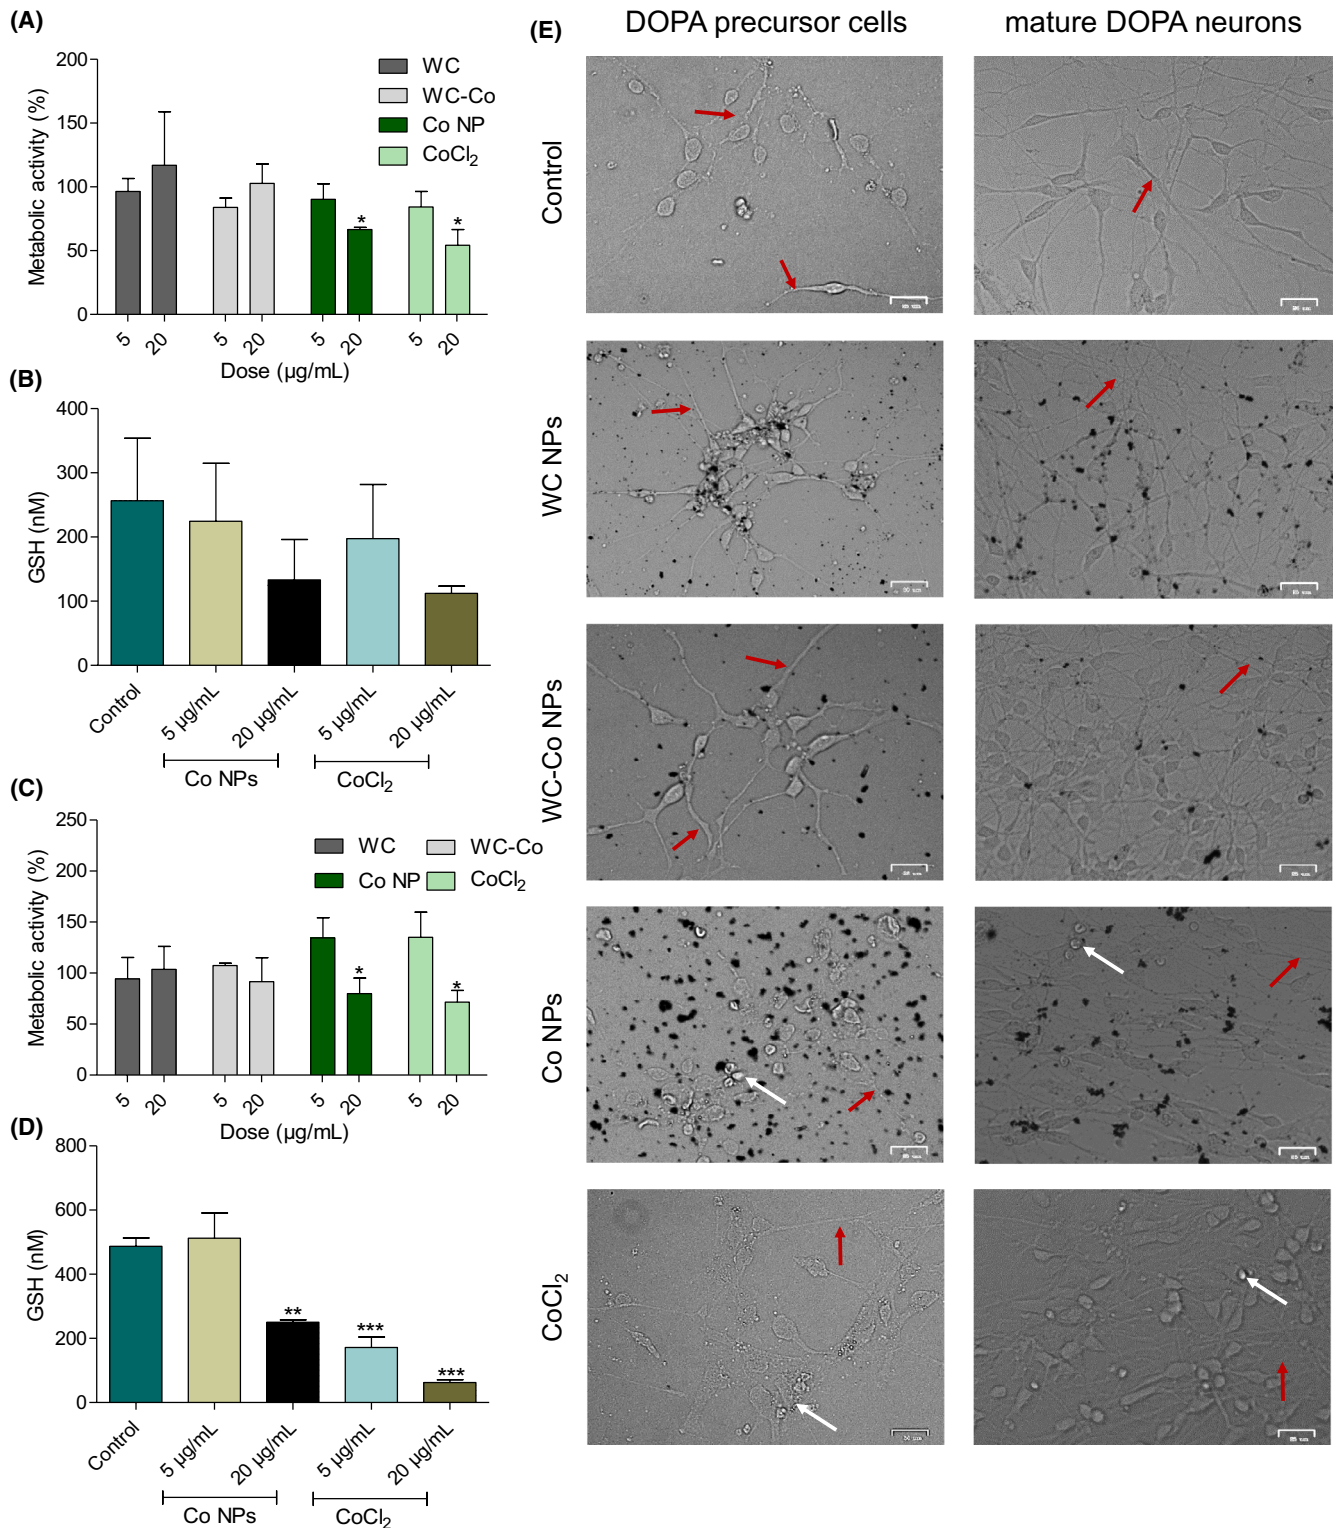 (A)
200
150
100
50
0
Metabolic activity (%)
WC
WC-Co
Co NP
CoCl₂
*
*
5 20 5 20 5 20 5 20
Dose (µg/mL)
(B)
400
300
200
100
0
GSH (nM)
Control
5 µg/mL
20 µg/mL
5 µg/mL
20 µg/mL
Co NPs
CoCl₂
(C)
250
200
150
100
50
0
Metabolic activity (%)
WC
WC-Co
Co NP
CoCl₂
*
*
5 20 5 20 5 20 5 20
Dose (µg/mL)
(D)
800
600
400
200
0
GSH (nM)
**
***
***
Control
5 µg/mL
20 µg/mL
5 µg/mL
20 µg/mL
Co NPs
CoCl₂
(E)
DOPA precursor cells
mature DOPA neurons
Control
WC NPs
WC-Co NPs
Co NPs
CoCl₂